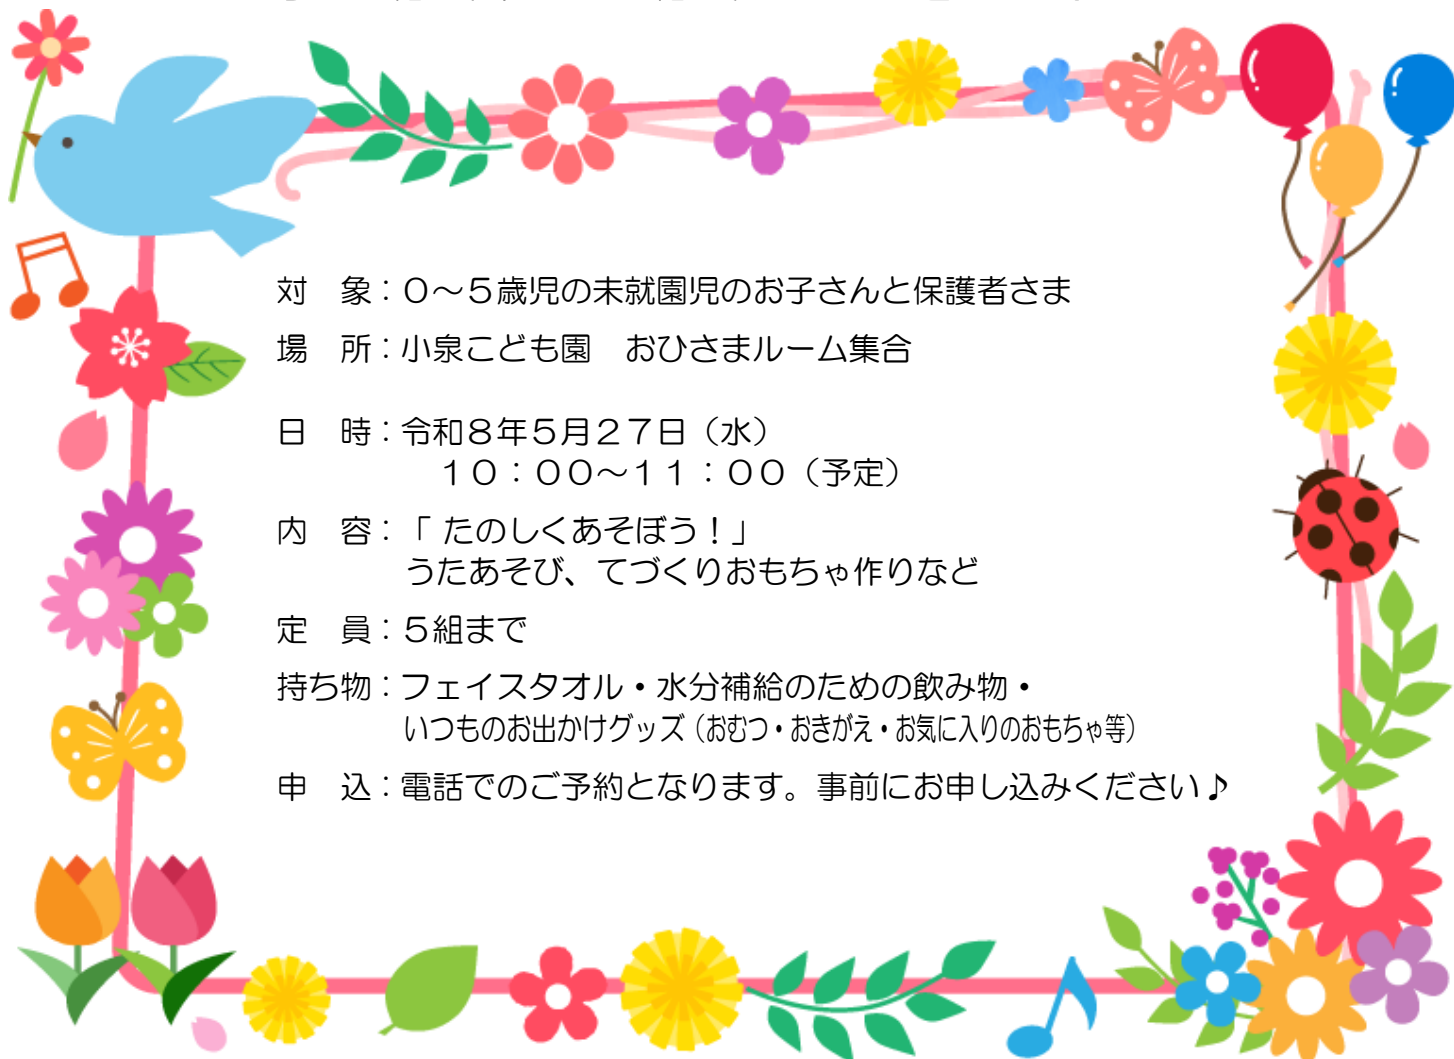 対　象：０～５歳児の未就園児のお子さんと保護者さま
場　所：小泉こども園　おひさまルーム集合
日　時：令和８年５月２７日（水）
１０：００～１１：００（予定）
内　容：「 たのしくあそぼう！」
うたあそび、てづくりおもちゃ作りなど
定　員：５組まで
持ち物：フェイスタオル・水分補給のための飲み物・
いつものお出かけグッズ（おむつ・おきがえ・お気に入りのおもちゃ等）
申　込：電話でのご予約となります。事前にお申し込みください♪